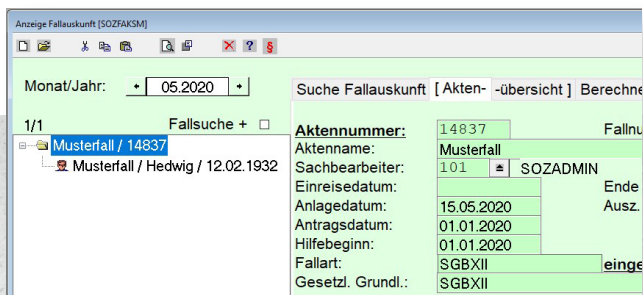 Anzeige Fallauskunft [SOZFAKSM]
Monat/Jahr: 05.2020
Suche Fallauskunft [ Akten- -übersicht ] Berechne
1/1 Fallsuche +
Musterfall / 14837
Musterfall / Hedwig / 12.02.1932
Aktennummer: 14837 Fallnu
Aktenname: Musterfall
Sachbearbeiter: 101 SOZADMIN
Einreisedatum: Ende
Anlagedatum: 15.05.2020 Ausz.
Antragsdatum: 01.01.2020
Hilfebeginn: 01.01.2020
Fallart: SGBXII einge
Gesetzl. Grundl.: SGBXII